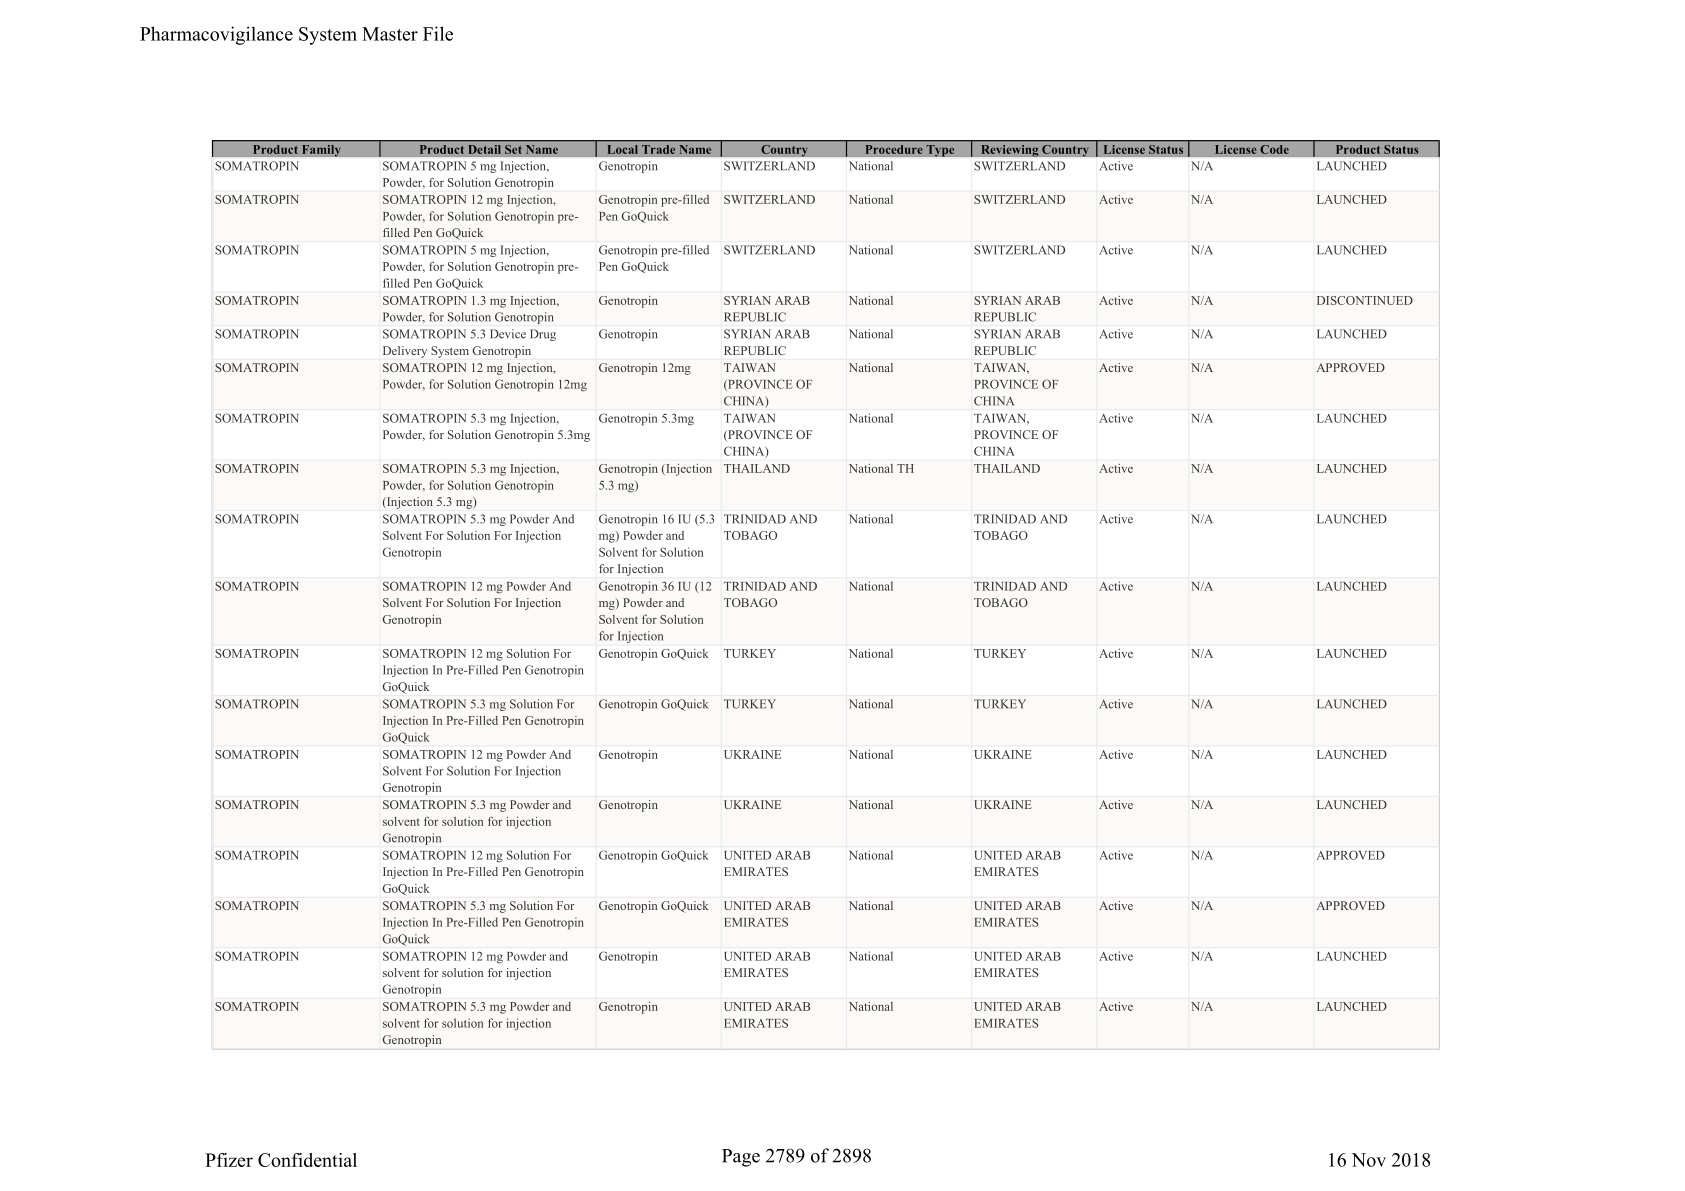 Pharmacovigilance System Master File
Product Family Product Detail Set Name Local Trade Name Country Procedure Type Reviewing Country License Status License Code Product Status
SOMATROPIN SOMATROPIN 5 mg Injection, Genotropin SWITZERLAND National SWITZERLAND Active N/A LAUNCHED
Powder, for Solution Genotropin
SOMATROPIN SOMATROPIN 12 mg Injection, Genotropin pre-filled SWITZERLAND National SWITZERLAND Active N/A LAUNCHED
Powder, for Solution Genotropin pre- Pen GoQuick
filled Pen GoQuick
SOMATROPIN SOMATROPIN 5 mg Injection, Genotropin pre-filled SWITZERLAND National SWITZERLAND Active N/A LAUNCHED
Powder, for Solution Genotropin pre- Pen GoQuick
filled Pen GoQuick
SOMATROPIN SOMATROPIN 1.3 mg Injection, Genotropin SYRIAN ARAB National SYRIAN ARAB Active N/A DISCONTINUED
Powder, for Solution Genotropin REPUBLIC REPUBLIC
SOMATROPIN SOMATROPIN 5.3 Device Drug Genotropin SYRIAN ARAB National SYRIAN ARAB Active N/A LAUNCHED
Delivery System Genotropin REPUBLIC REPUBLIC
SOMATROPIN SOMATROPIN 12 mg Injection, Genotropin 12mg TAIWAN National TAIWAN, Active N/A APPROVED
Powder, for Solution Genotropin 12mg (PROVINCE OF PROVINCE OF
CHINA) CHINA
SOMATROPIN SOMATROPIN 5.3 mg Injection, Genotropin 5.3mg TAIWAN National TAIWAN, Active N/A LAUNCHED
Powder, for Solution Genotropin 5.3mg (PROVINCE OF PROVINCE OF
CHINA) CHINA
SOMATROPIN SOMATROPIN 5.3 mg Injection, Genotropin (Injection THAILAND National TH THAILAND Active N/A LAUNCHED
Powder, for Solution Genotropin 5.3 mg)
(Injection 5.3 mg)
SOMATROPIN SOMATROPIN 5.3 mg Powder And Genotropin 16 IU (5.3 TRINIDAD AND National TRINIDAD AND Active N/A LAUNCHED
Solvent For Solution For Injection mg) Powder and TOBAGO TOBAGO
Genotropin Solvent for Solution
for Injection
SOMATROPIN SOMATROPIN 12 mg Powder And Genotropin 36 IU (12 TRINIDAD AND National TRINIDAD AND Active N/A LAUNCHED
Solvent For Solution For Injection mg) Powder and TOBAGO TOBAGO
Genotropin Solvent for Solution
for Injection
SOMATROPIN SOMATROPIN 12 mg Solution For Genotropin GoQuick TURKEY National TURKEY Active N/A LAUNCHED
Injection In Pre-Filled Pen Genotropin
GoQuick
SOMATROPIN SOMATROPIN 5.3 mg Solution For Genotropin GoQuick TURKEY National TURKEY Active N/A LAUNCHED
Injection In Pre-Filled Pen Genotropin
GoQuick
SOMATROPIN SOMATROPIN 12 mg Powder And Genotropin UKRAINE National UKRAINE Active N/A LAUNCHED
Solvent For Solution For Injection
Genotropin
SOMATROPIN SOMATROPIN 5.3 mg Powder and Genotropin UKRAINE National UKRAINE Active N/A LAUNCHED
solvent for solution for injection
Genotropin
SOMATROPIN SOMATROPIN 12 mg Solution For Genotropin GoQuick UNITED ARAB National UNITED ARAB Active N/A APPROVED
Injection In Pre-Filled Pen Genotropin EMIRATES EMIRATES
GoQuick
SOMATROPIN SOMATROPIN 5.3 mg Solution For Genotropin GoQuick UNITED ARAB National UNITED ARAB Active N/A APPROVED
Injection In Pre-Filled Pen Genotropin EMIRATES EMIRATES
GoQuick
SOMATROPIN SOMATROPIN 12 mg Powder and Genotropin UNITED ARAB National UNITED ARAB Active N/A LAUNCHED
solvent for solution for injection EMIRATES EMIRATES
Genotropin
SOMATROPIN SOMATROPIN 5.3 mg Powder and Genotropin UNITED ARAB National UNITED ARAB Active N/A LAUNCHED
solvent for solution for injection EMIRATES EMIRATES
Genotropin
Pfizer Confidential Page 2789 of 2898 16 Nov 2018